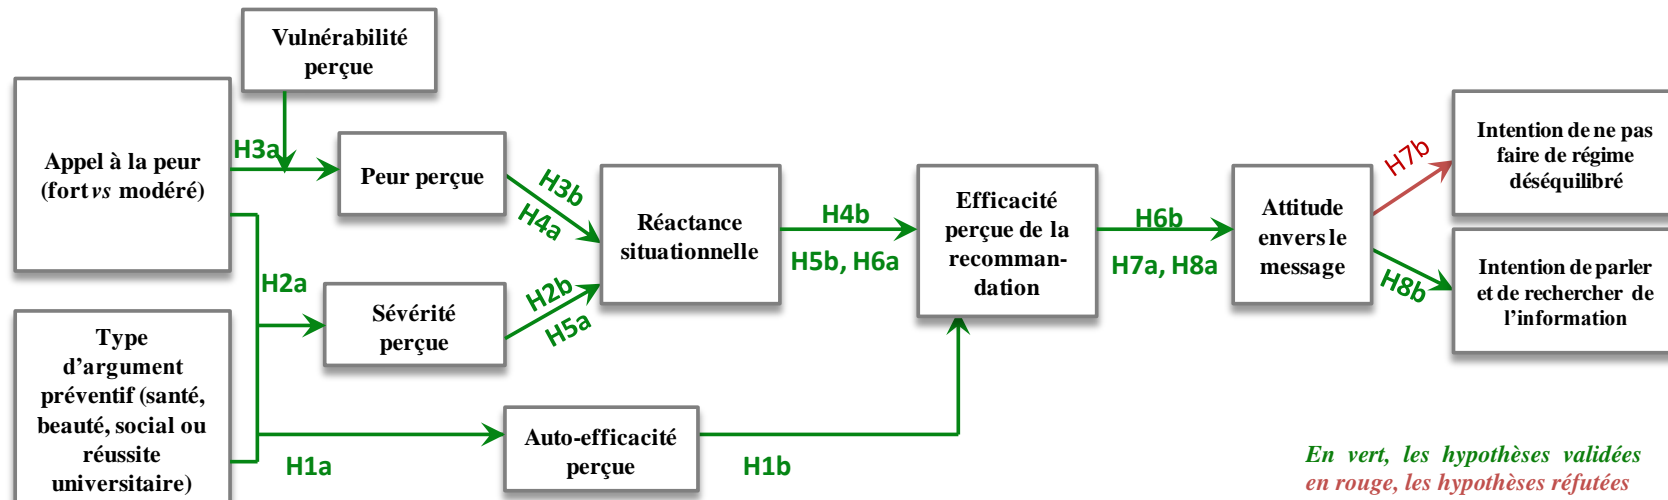 Vulnérabilité
perçue
Appel à la peur
(fort vs modéré)
H3a
Peur perçue
H3b
H4a
H2a
Type
d'argument
préventif (santé,
beauté, social ou
réussite
universitaire)
Sévérité
perçue
H2b
H5a
H1a
Auto-efficacité
perçue
H1b
Réactance
situationnelle
H4b
H5b, H6a
Efficacité
perçue de la
recomman-
dation
H6b
H7a, H8a
Attitude
envers le
message
H7b
Intention de ne pas
faire de régime
déséquilibré
H8b
Intention de parler
et de rechercher de
l'information
En vert, les hypothèses validées
en rouge, les hypothèses réfutées